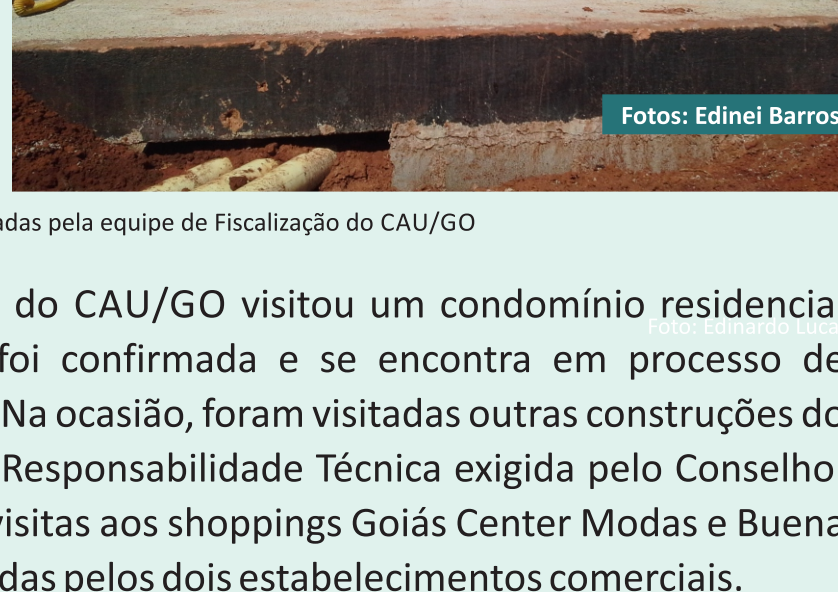 Fotos: Edinei Barros
adas pela equipe de Fiscalização do CAU/GO
do CAU/GO visitou um condomínio residencial
Foto: Edinardo Luca
foi confirmada e se encontra em processo de
Na ocasião, foram visitadas outras construções do
Responsabilidade Técnica exigida pelo Conselho
visitas aos shoppings Goiás Center Modas e Buena
das pelos dois estabelecimentos comerciais.